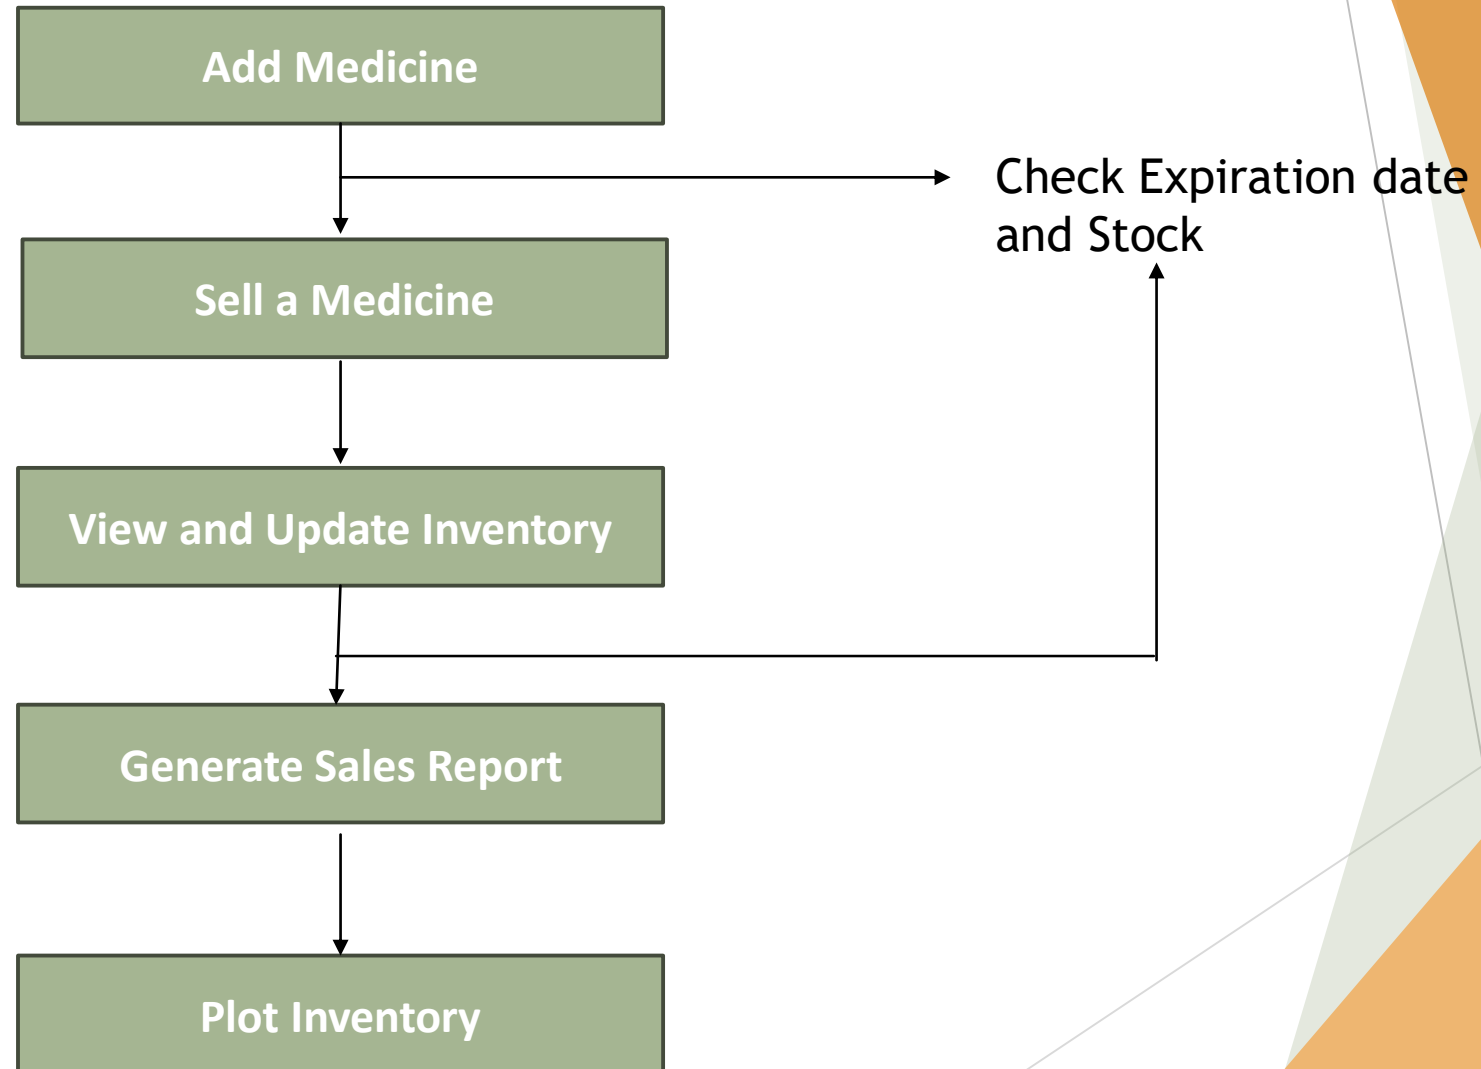 Add Medicine
Check Expiration date
and Stock
Sell a Medicine
View and Update Inventory
Generate Sales Report
Plot Inventory